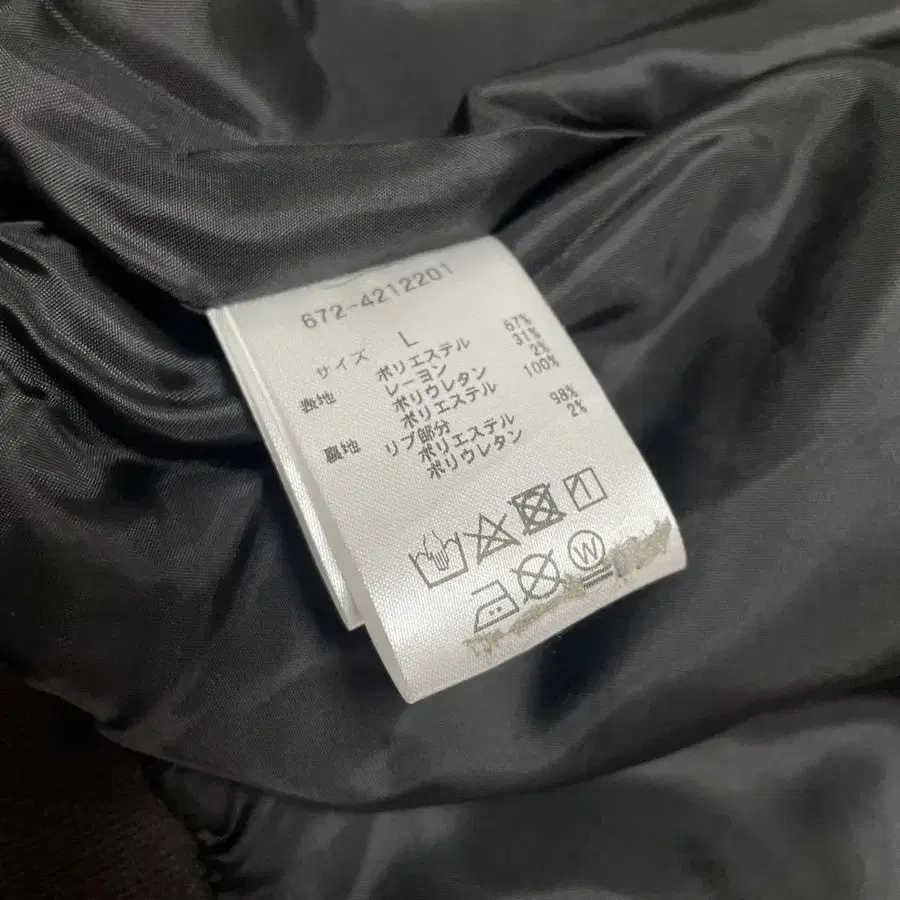 672-4212201
サイズ L
表地 ポリエステル 67%
レーヨン 31%
ポリウレタン 2%
裏地 ポリエステル 100%
リブ部分
ポリエステル 98%
ポリウレタン 2%
W